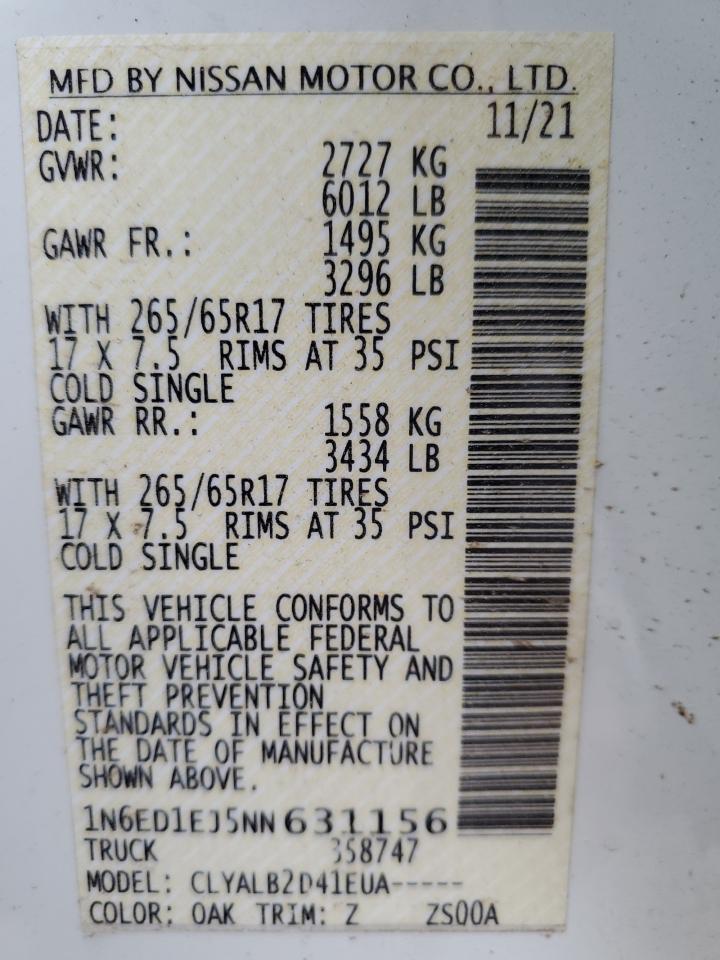 MFD BY NISSAN MOTOR CO., LTD.
DATE: 11/21
GVWR: 2727 KG
6012 LB
GAWR FR.: 1495 KG
3296 LB
WITH 265/65R17 TIRES
17 X 7.5 RIMS AT 35 PSI
COLD SINGLE
GAWR RR.: 1558 KG
3434 LB
WITH 265/65R17 TIRES
17 X 7.5 RIMS AT 35 PSI
COLD SINGLE
THIS VEHICLE CONFORMS TO
ALL APPLICABLE FEDERAL
MOTOR VEHICLE SAFETY AND
THEFT PREVENTION
STANDARDS IN EFFECT ON
THE DATE OF MANUFACTURE
SHOWN ABOVE.
1N6ED1EJ5NN631156
TRUCK 358747
MODEL: CLYALB2D41EUA-----
COLOR: OAK TRIM: Z ZS00A